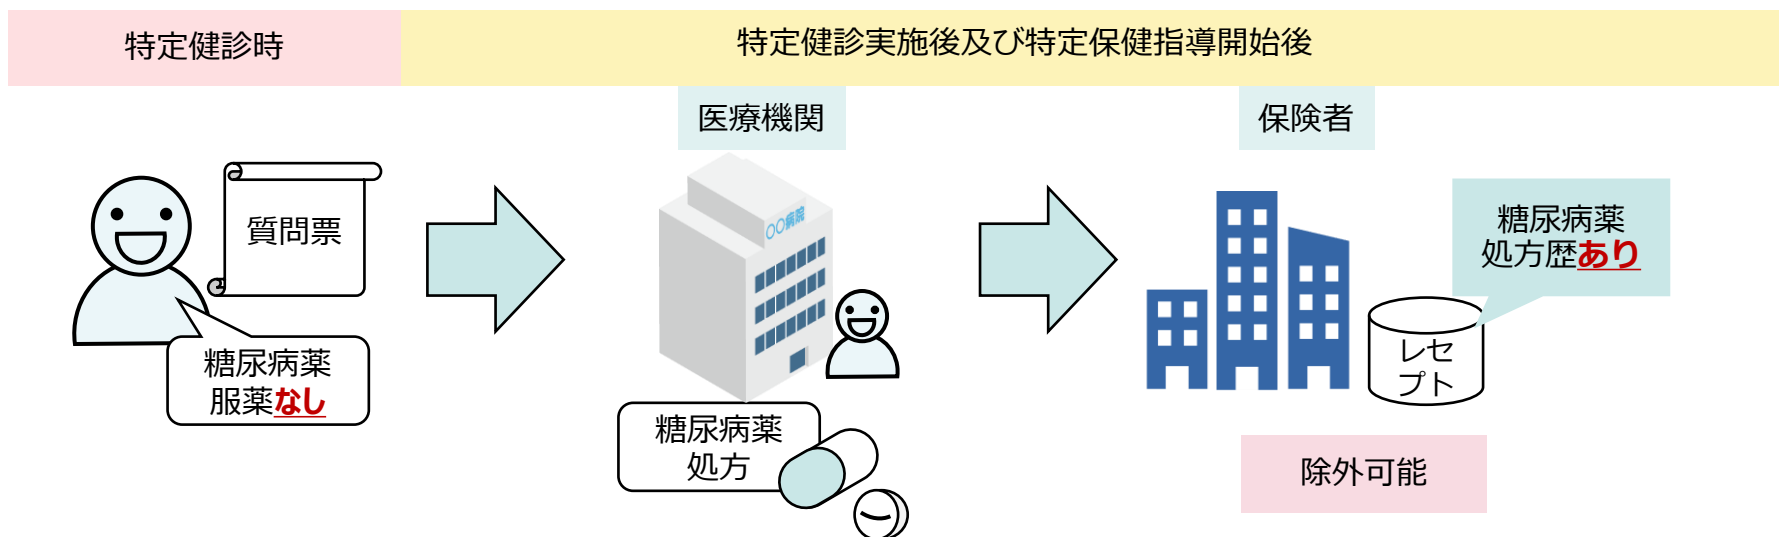 特定健診時
特定健診実施後及び特定保健指導開始後
医療機関
保険者
質問票
〇〇病院
糖尿病薬
処方歴あり
糖尿病薬
服薬なし
レセ
プト
糖尿病薬
処方
除外可能